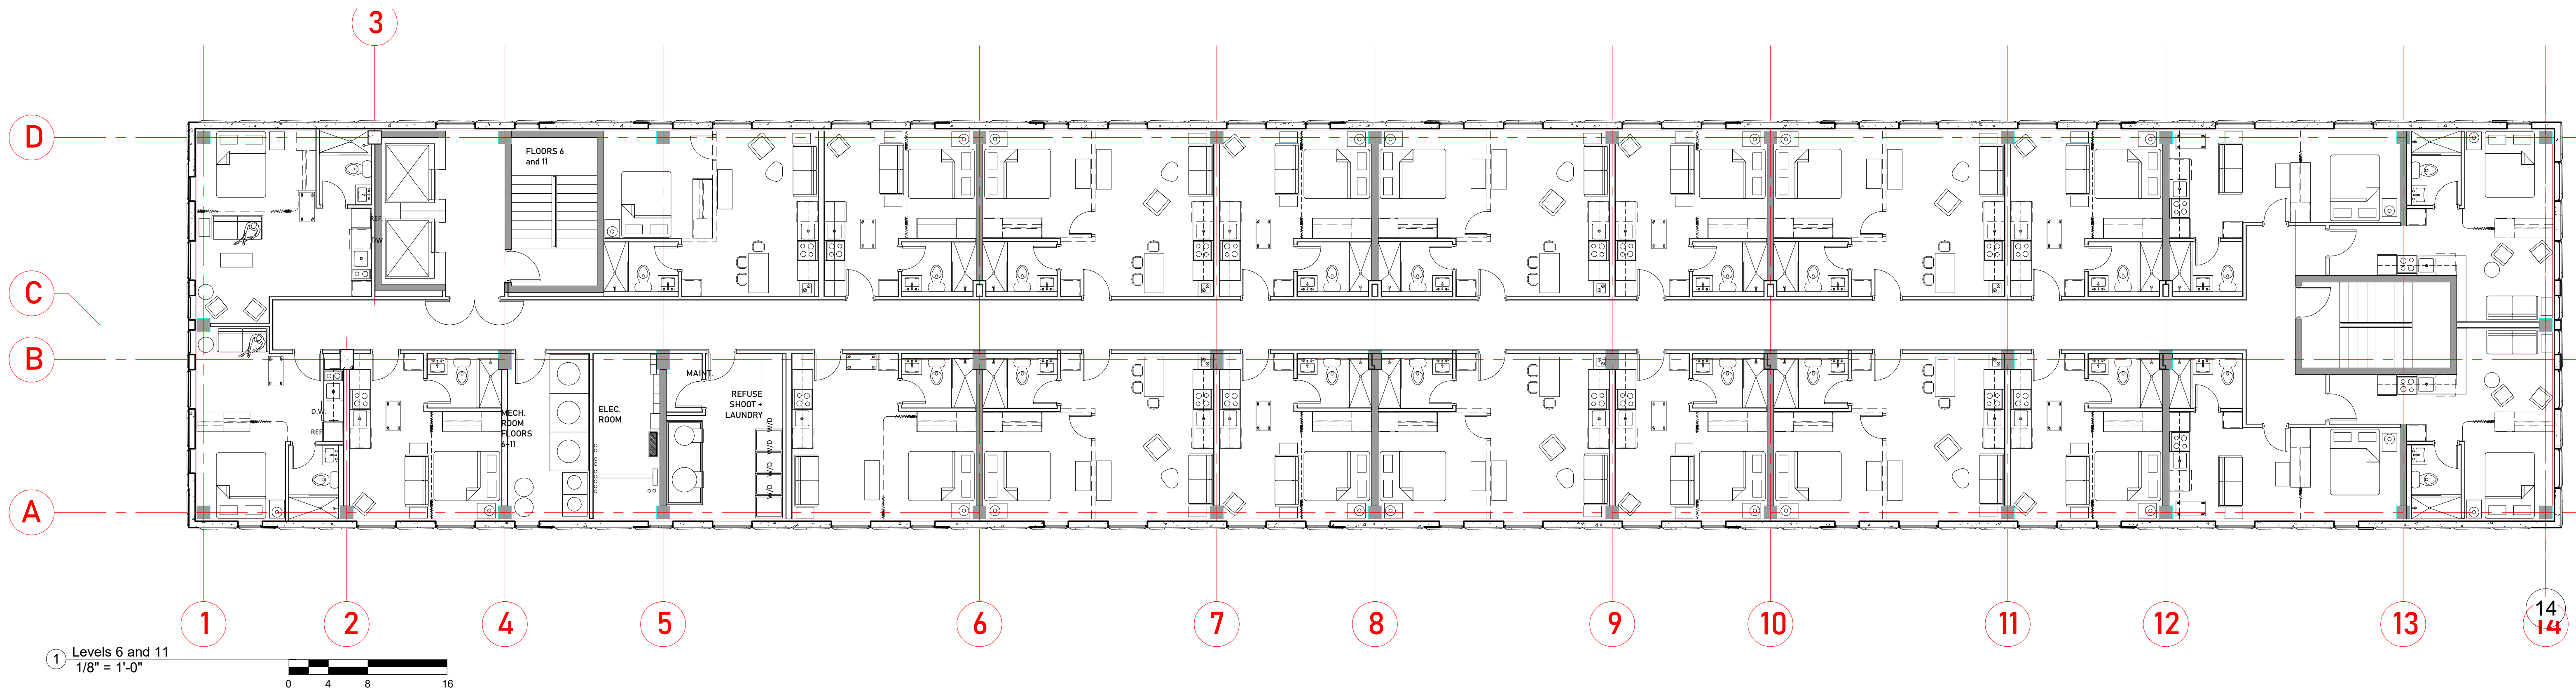 3
D
FLOORS 6
and 11
REF.
DW
C
B
MAINT.
D.W.
REF.
MECH.
ROOM
FLOORS
6+11
ELEC.
ROOM
REFUSE
SHOOT +
LAUNDRY
W/D
W/D
W/D
W/D
A
1
2
4
5
6
7
8
9
10
11
12
13
14
14
1
Levels 6 and 11
1/8" = 1'-0"
0
4
8
16